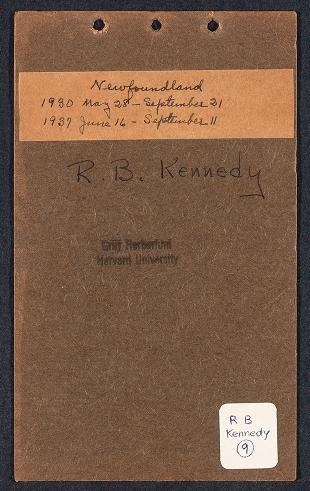 Newfoundland
1930 May 28 - September 21
1937 June 16 - September 11
R. B. Kennedy
Gray Herbarium
Harvard University
R B
Kennedy
9